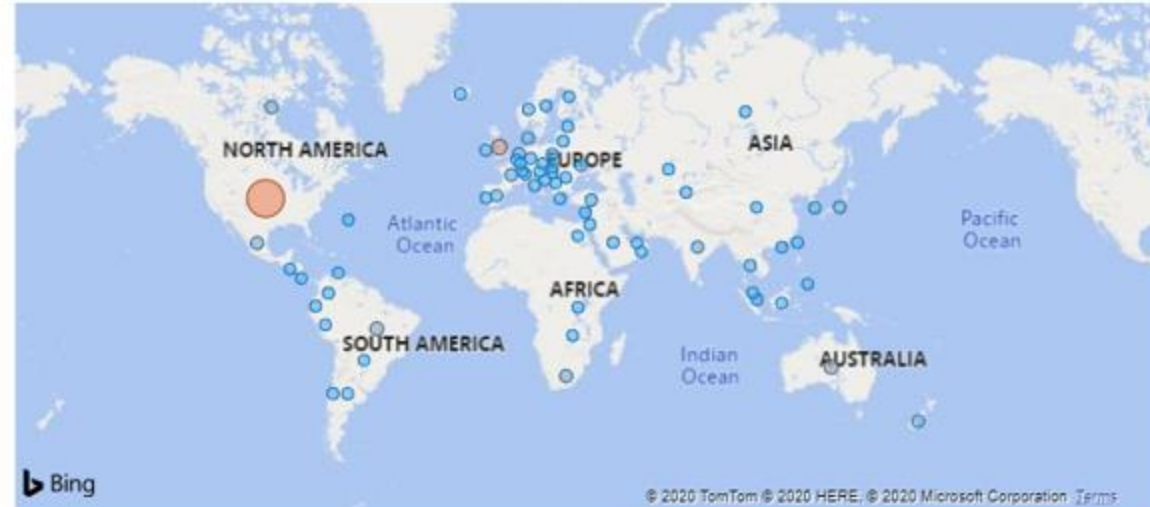 NORTH AMERICA
ASIA
EUROPE
Atlantic
Ocean
Pacific
Ocean
AFRICA
SOUTH AMERICA
Indian
Ocean
AUSTRALIA
Bing
© 2020 TomTom © 2020 HERE, © 2020 Microsoft Corporation Terms